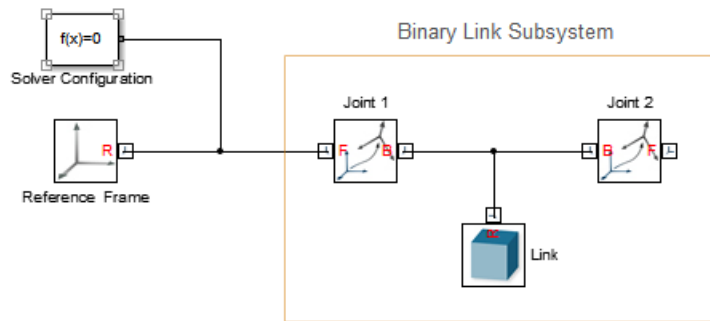 Binary Link Subsystem
f(x)=0
Solver Configuration
Joint 1
Joint 2
R
F
B
B
F
Reference Frame
R
Link